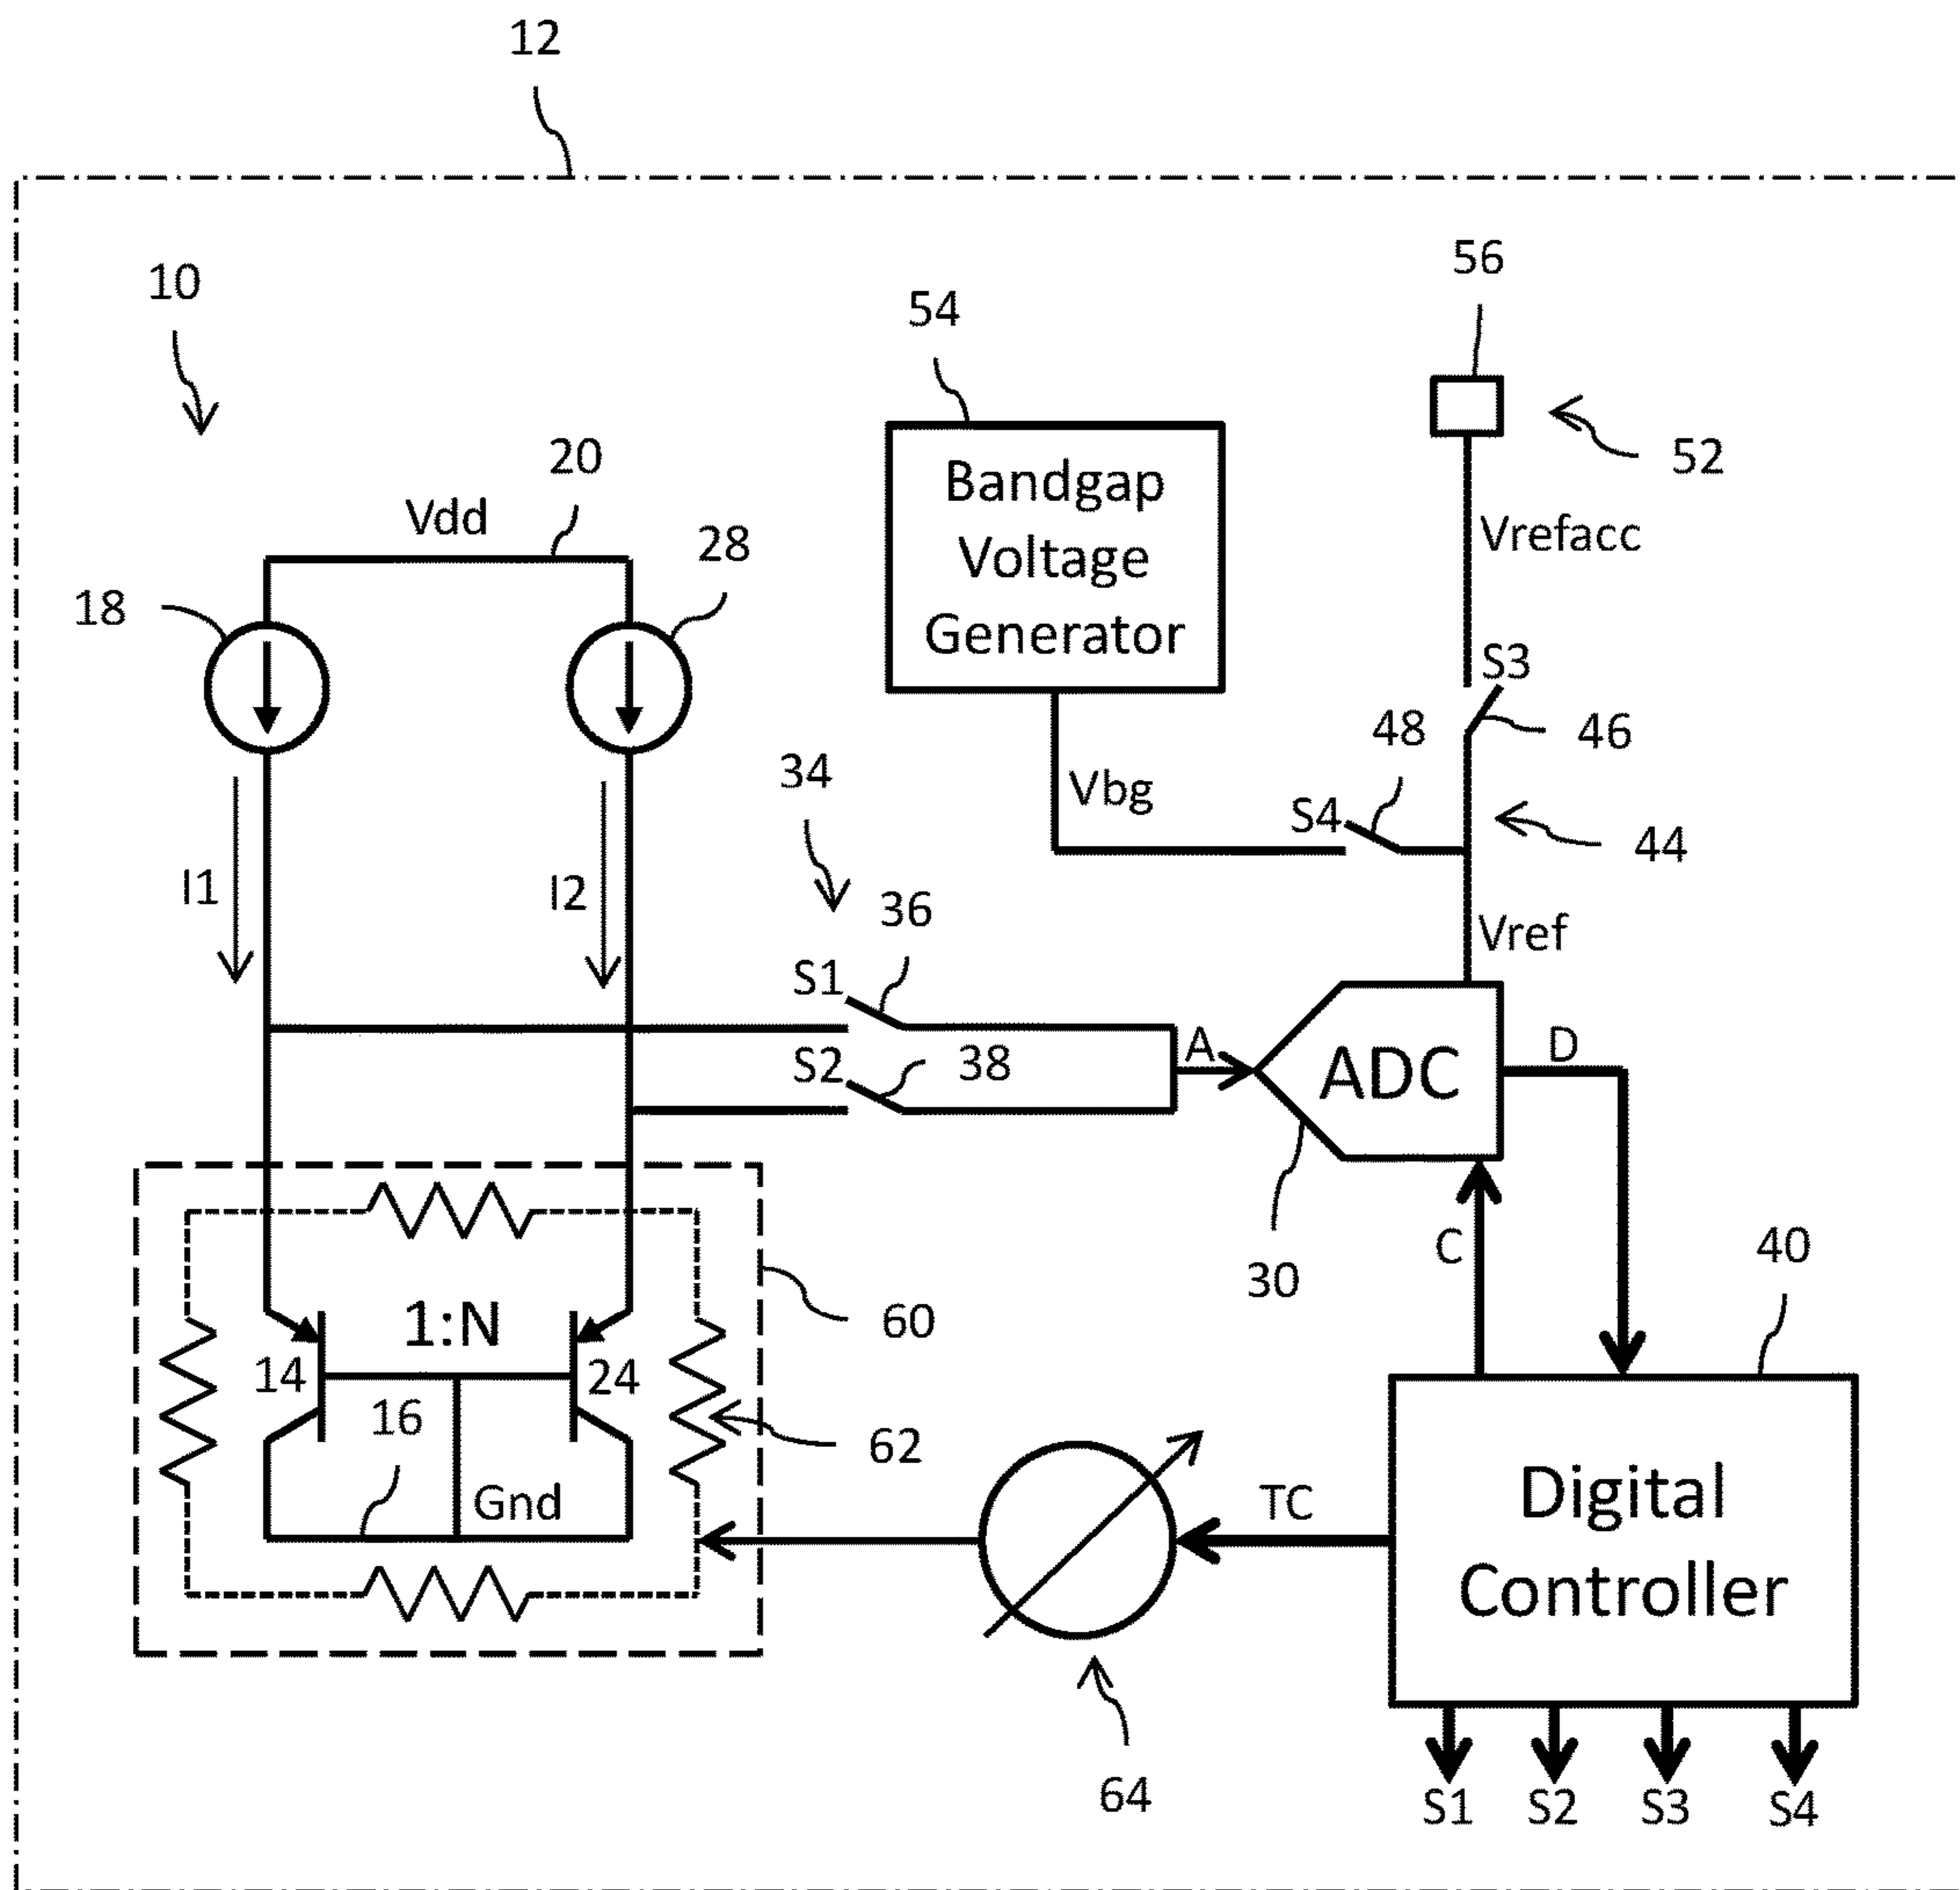 12
10
56
54
52
Bandgap
Voltage
Generator
20
Vdd
28
Vrefacc
18
S3
48
46
34
Vbg
S4
44
I1
I2
36
Vref
S1
A
ADC
D
S2
38
C
40
30
60
1:N
14
24
16
62
Gnd
TC
Digital
Controller
64
S1
S2
S3
S4